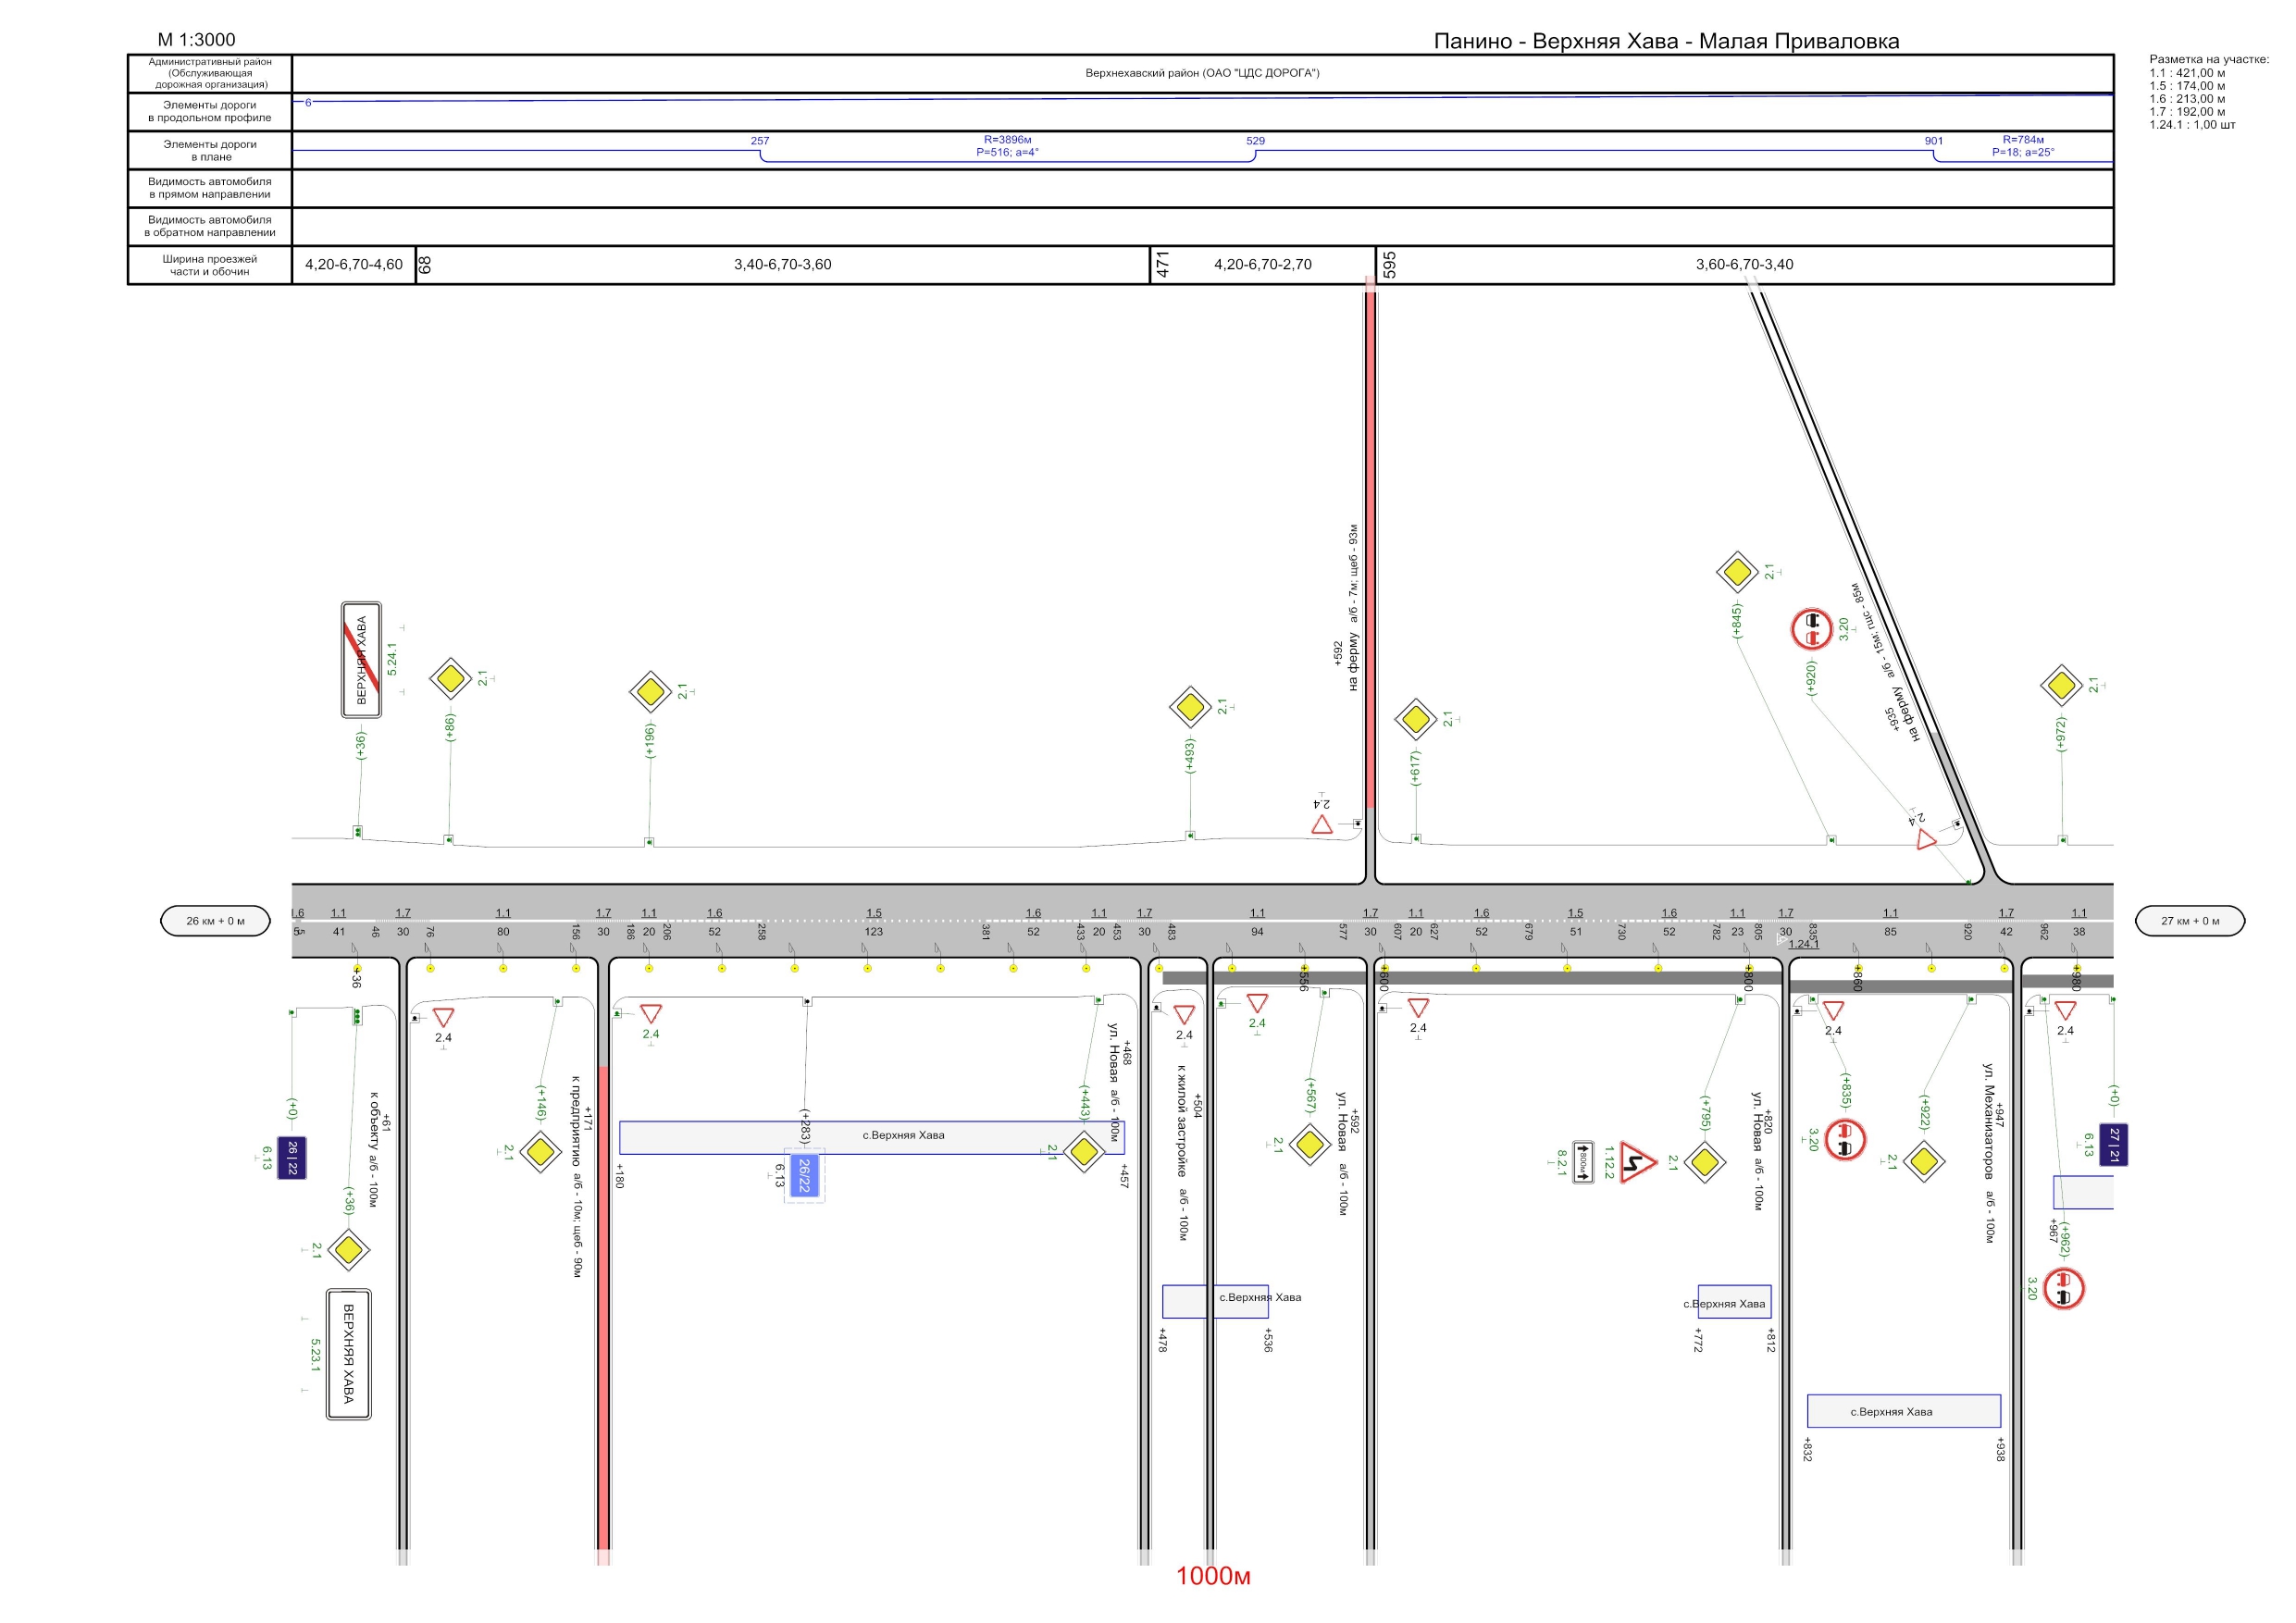 М 1:3000
Панино - Верхняя Хава - Малая Приваловка
Административный район
(Обслуживающая
дорожная организация)
Верхнехавский район (ОАО "ЦДС ДОРОГА")
Разметка на участке:
1.1 : 421,00 м
1.5 : 174,00 м
1.6 : 213,00 м
1.7 : 192,00 м
1.24.1 : 1,00 шт
Элементы дороги
в продольном профиле
6
Элементы дороги
в плане
257
R=3896м
P=516; a=4°
529
901
R=784м
P=18; a=25°
Видимость автомобиля
в прямом направлении
Видимость автомобиля
в обратном направлении
Ширина проезжей
части и обочин
4,20-6,70-4,60
68
3,40-6,70-3,60
471
4,20-6,70-2,70
595
3,60-6,70-3,40
ВЕРХНЯЯ ХАВА
5.24.1
(+36)
2.1
(+86)
2.1
(+196)
2.1
(+493)
2.4
+592
на ферму а/б - 7м; щеб - 93м
2.1
(+617)
2.1
(+845)
3.20
(+920)
2.4
+935
на ферму а/б - 15м; гщс - 85м
2.1
(+972)
26 км + 0 м
27 км + 0 м
1.6 1.1 1.7 1.1 1.7 1.1 1.6 1.5 1.6 1.1 1.7 1.1 1.7 1.1 1.6 1.5 1.6 1.1 1.7 1.1 1.7 1.1
5 5 41 46 30 76 80 156 30 186 20 206 52 258 123 381 52 433 20 453 30 483 94 577 30 607 20 627 52 679 51 730 52 782 23 805 30 835 85 920 42 962 38
1.24.1
+36
+556
+600
+800
+860
+980
(+0)
26 | 22
6.13
(+36)
2.1
ВЕРХНЯЯ ХАВА
5.23.1
+61
к объекту а/б - 100м
2.4
(+146)
2.1
+171
к предприятию а/б - 10м; щеб - 90м
2.4
с.Верхняя Хава
+180
+457
(+283)
26/22
6.13
(+443)
2.1
+468
ул. Новая а/б - 100м
2.4
+504
к жилой застройке а/б - 100м
2.4
с.Верхняя Хава
+478
+536
(+567)
2.1
+592
ул. Новая а/б - 100м
2.4
8.2.1
800м
1.12.2
2.1
(+795)
+820
ул. Новая а/б - 100м
с.Верхняя Хава
+772
+812
2.4
(+835)
3.20
(+922)
2.1
+947
ул. Механизаторов а/б - 100м
с.Верхняя Хава
+832
+938
2.4
(+0)
27 | 21
6.13
+967
(+962)
3.20
1000м